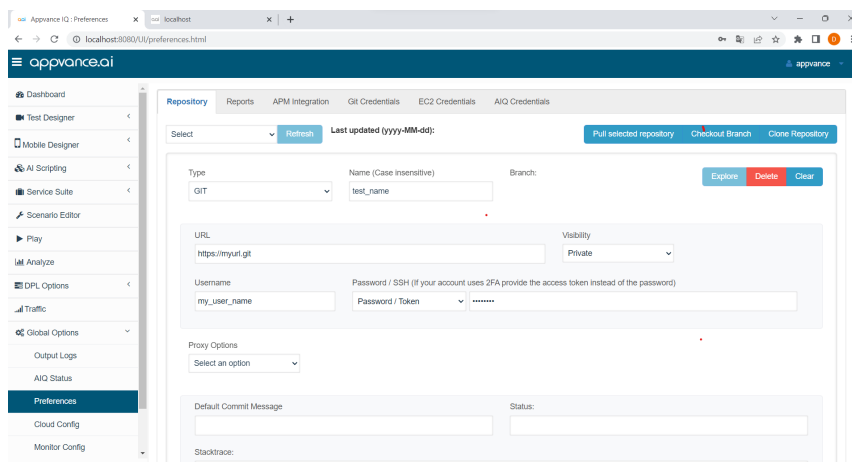 Appvance IQ : Preferences
localhost
localhost:8080/UI/preferences.html
appvance.ai
appvance
Dashboard
Test Designer
Mobile Designer
AI Scripting
Service Suite
Scenario Editor
Play
Analyze
DPL Options
Traffic
Global Options
Output Logs
AIQ Status
Preferences
Cloud Config
Monitor Config
Repository Reports APM Integration Git Credentials EC2 Credentials AIQ Credentials
Select Refresh Last updated (yyyy-MM-dd): Pull selected repository Checkout Branch Clone Repository
Type Name (Case insensitive) Branch: Explore Delete Clear
GIT test_name
URL Visibility
https://myurl.git Private
Username Password / SSH (If your account uses 2FA provide the access token instead of the password)
my_user_name Password / Token ••••••••
Proxy Options
Select an option
Default Commit Message Status:
Stacktrace: